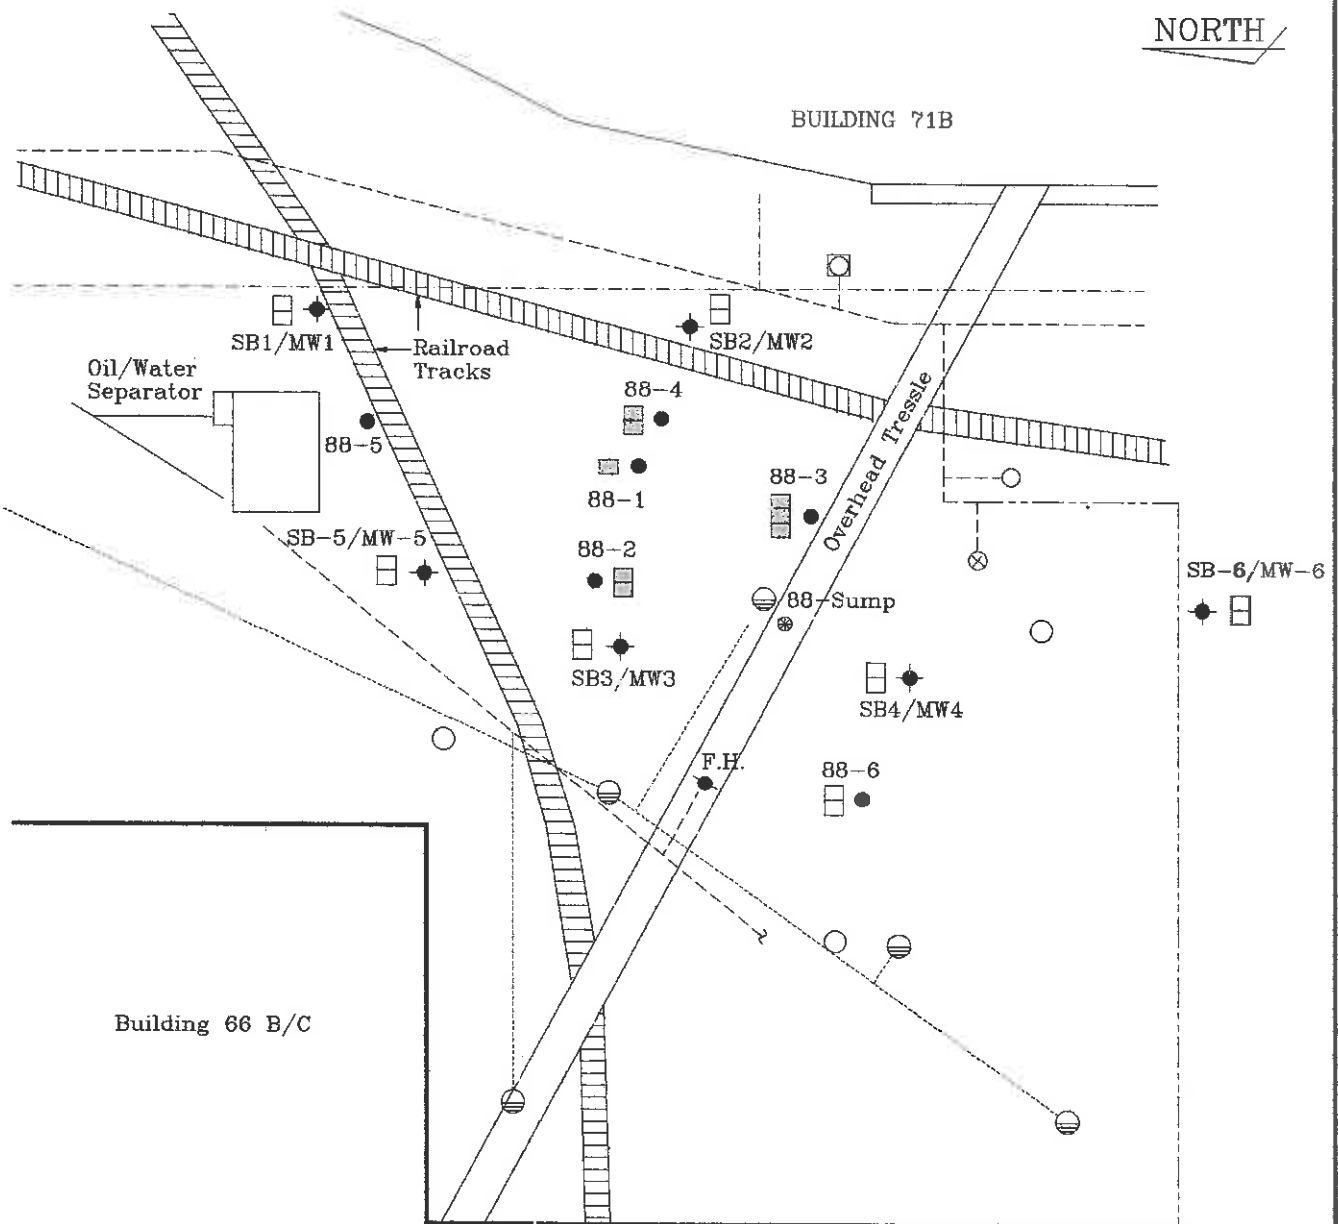 NORTH
BUILDING 71B
SB1/MW1
SB2/MW2
Railroad
Tracks
Oil/Water
Separator
88-4
88-5
88-1
88-3
Overhead Tressle
SB-5/MW-5
88-2
SB-6/MW-6
88-Sump
SB3/MW3
SB4/MW4
F.H.
88-6
Building 66 B/C